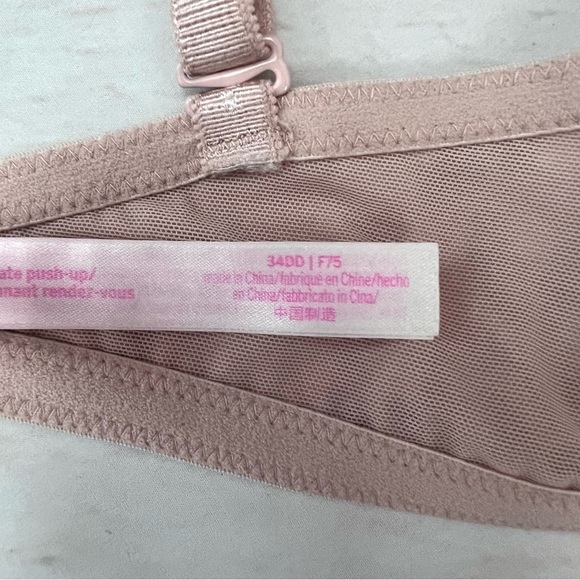 ate push-up/
nnant rendez-vous
34DD | F75
made in China/fabriqué en Chine/hecho
en China/fabbricato in Cina/
中国制造